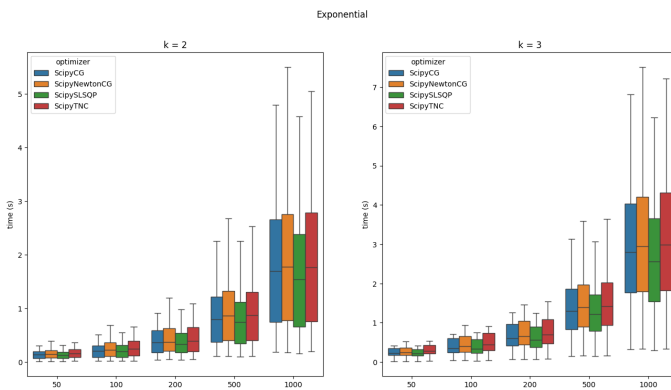 Exponential
k = 2
optimizer
ScipyCG
ScipyNewtonCG
ScipySLSQP
ScipyTNC
time (s)
5
4
3
2
1
0
50
100
200
500
1000
k = 3
optimizer
ScipyCG
ScipyNewtonCG
ScipySLSQP
ScipyTNC
time (s)
7
6
5
4
3
2
1
0
50
100
200
500
1000